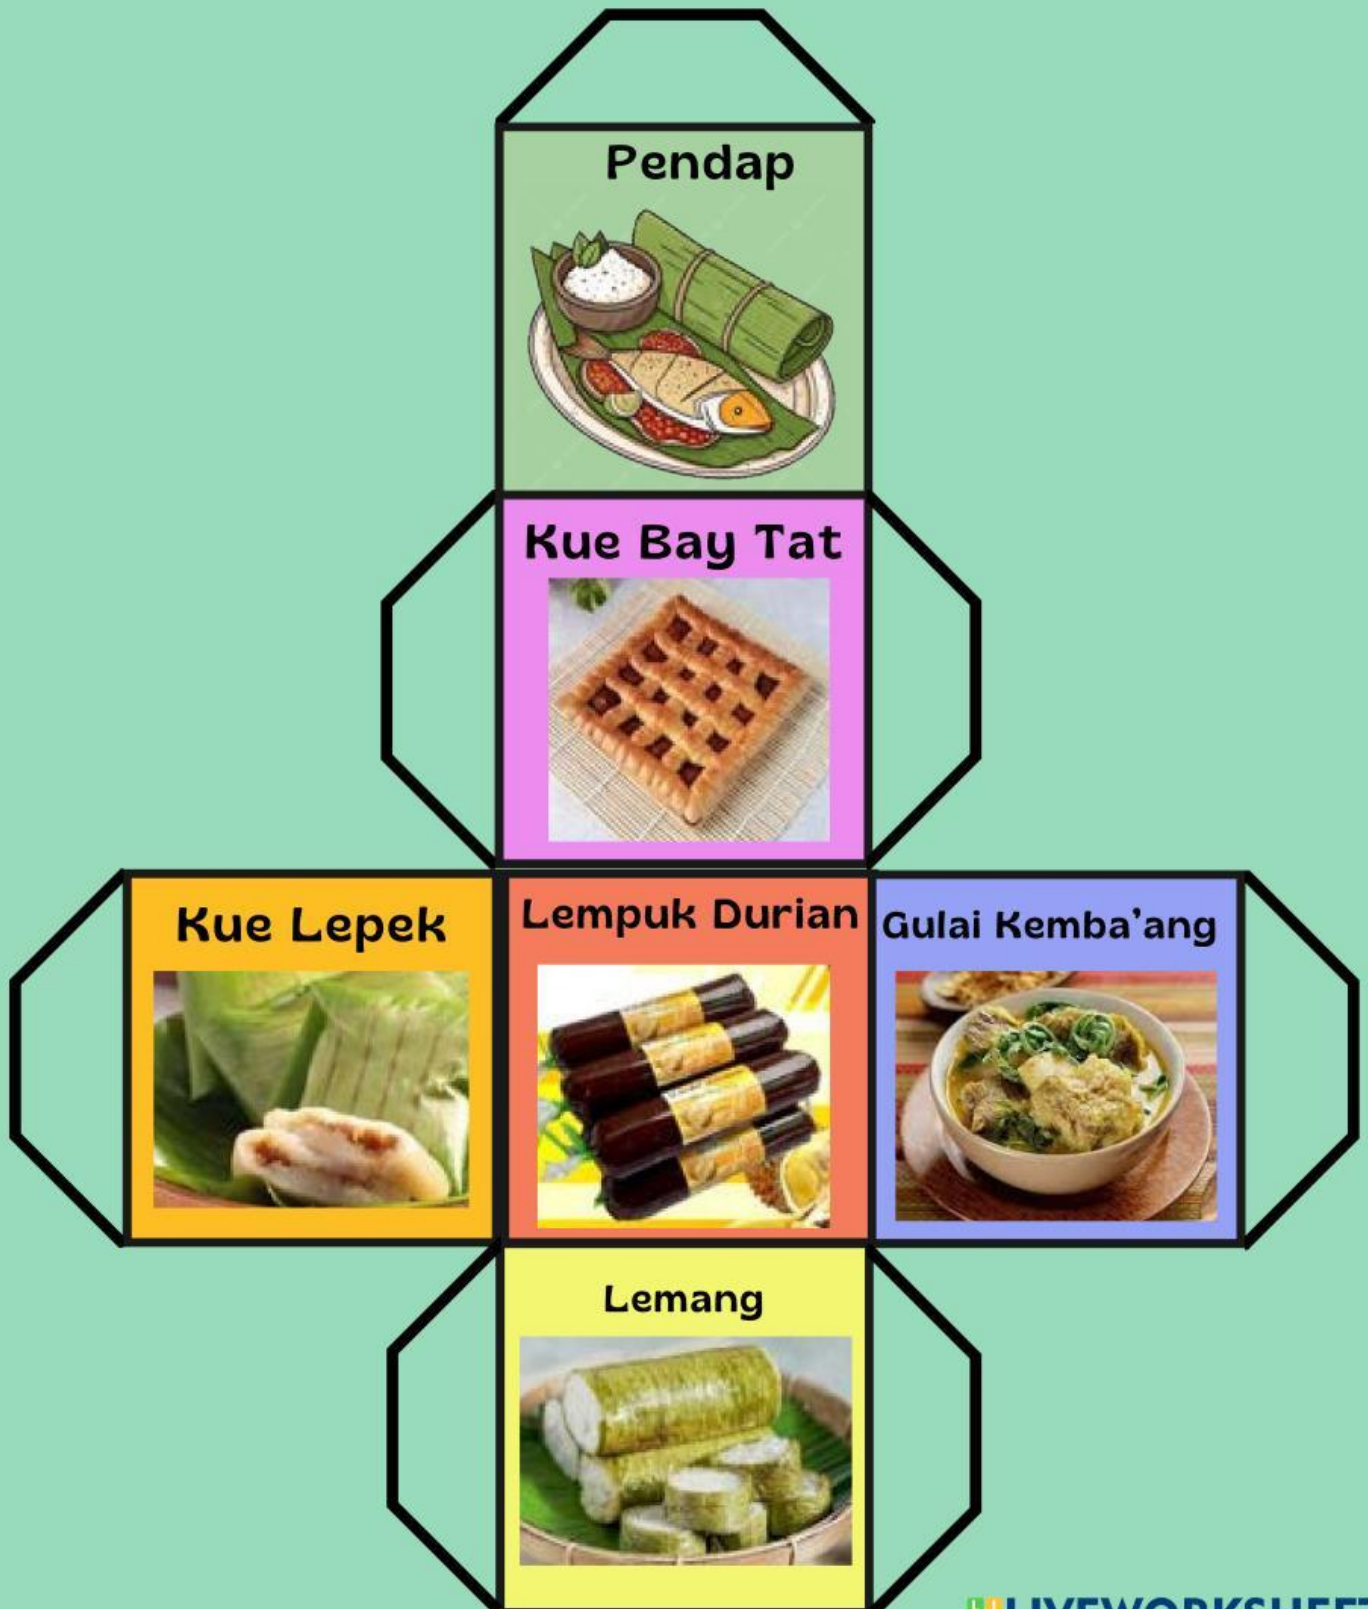 Pendap
Kue Bay Tat
Kue Lepek
Lempuk Durian
Gulai Kemba'ang
Lemang